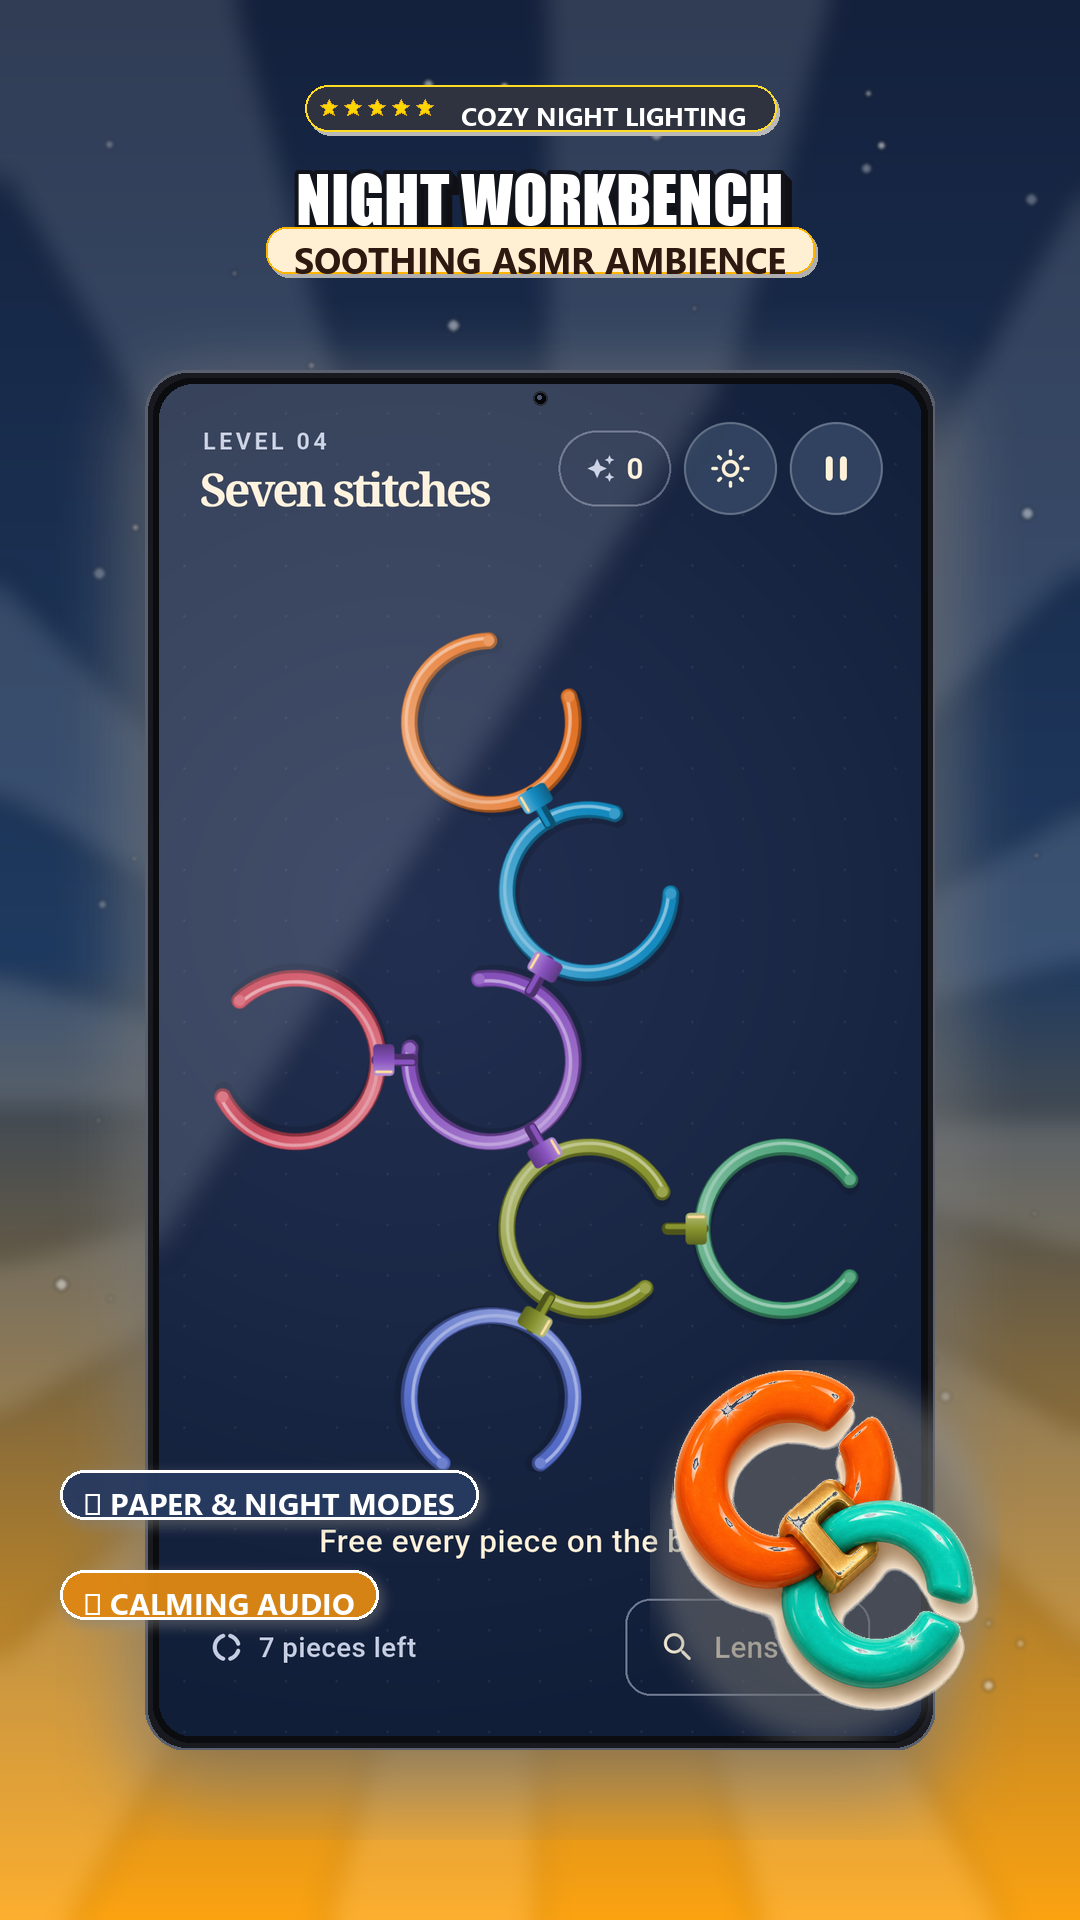 ★★★★★ COZY NIGHT LIGHTING
NIGHT WORKBENCH
SOOTHING ASMR AMBIENCE
LEVEL 04
Seven stitches
0
PAPER & NIGHT MODES
Free every piece on the
CALMING AUDIO
7 pieces left
Lens